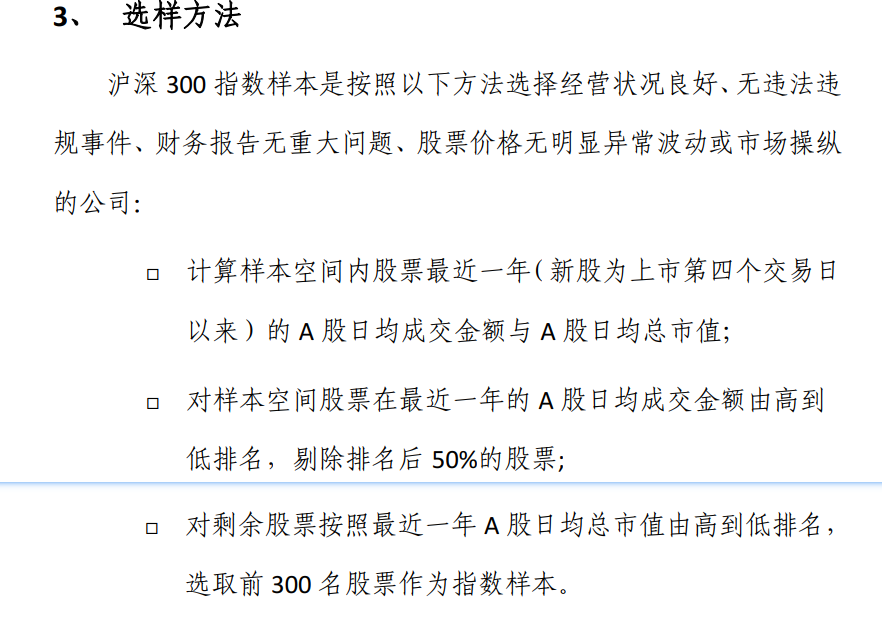 3、 选样方法
沪深 300 指数样本是按照以下方法选择经营状况良好、无违法违
规事件、财务报告无重大问题、股票价格无明显异常波动或市场操纵
的公司:
□ 计算样本空间内股票最近一年(新股为上市第四个交易日
以来)的 A 股日均成交金额与 A 股日均总市值;
□ 对样本空间股票在最近一年的 A 股日均成交金额由高到
低排名，剔除排名后 50%的股票;
□ 对剩余股票按照最近一年 A 股日均总市值由高到低排名，
选取前 300 名股票作为指数样本。